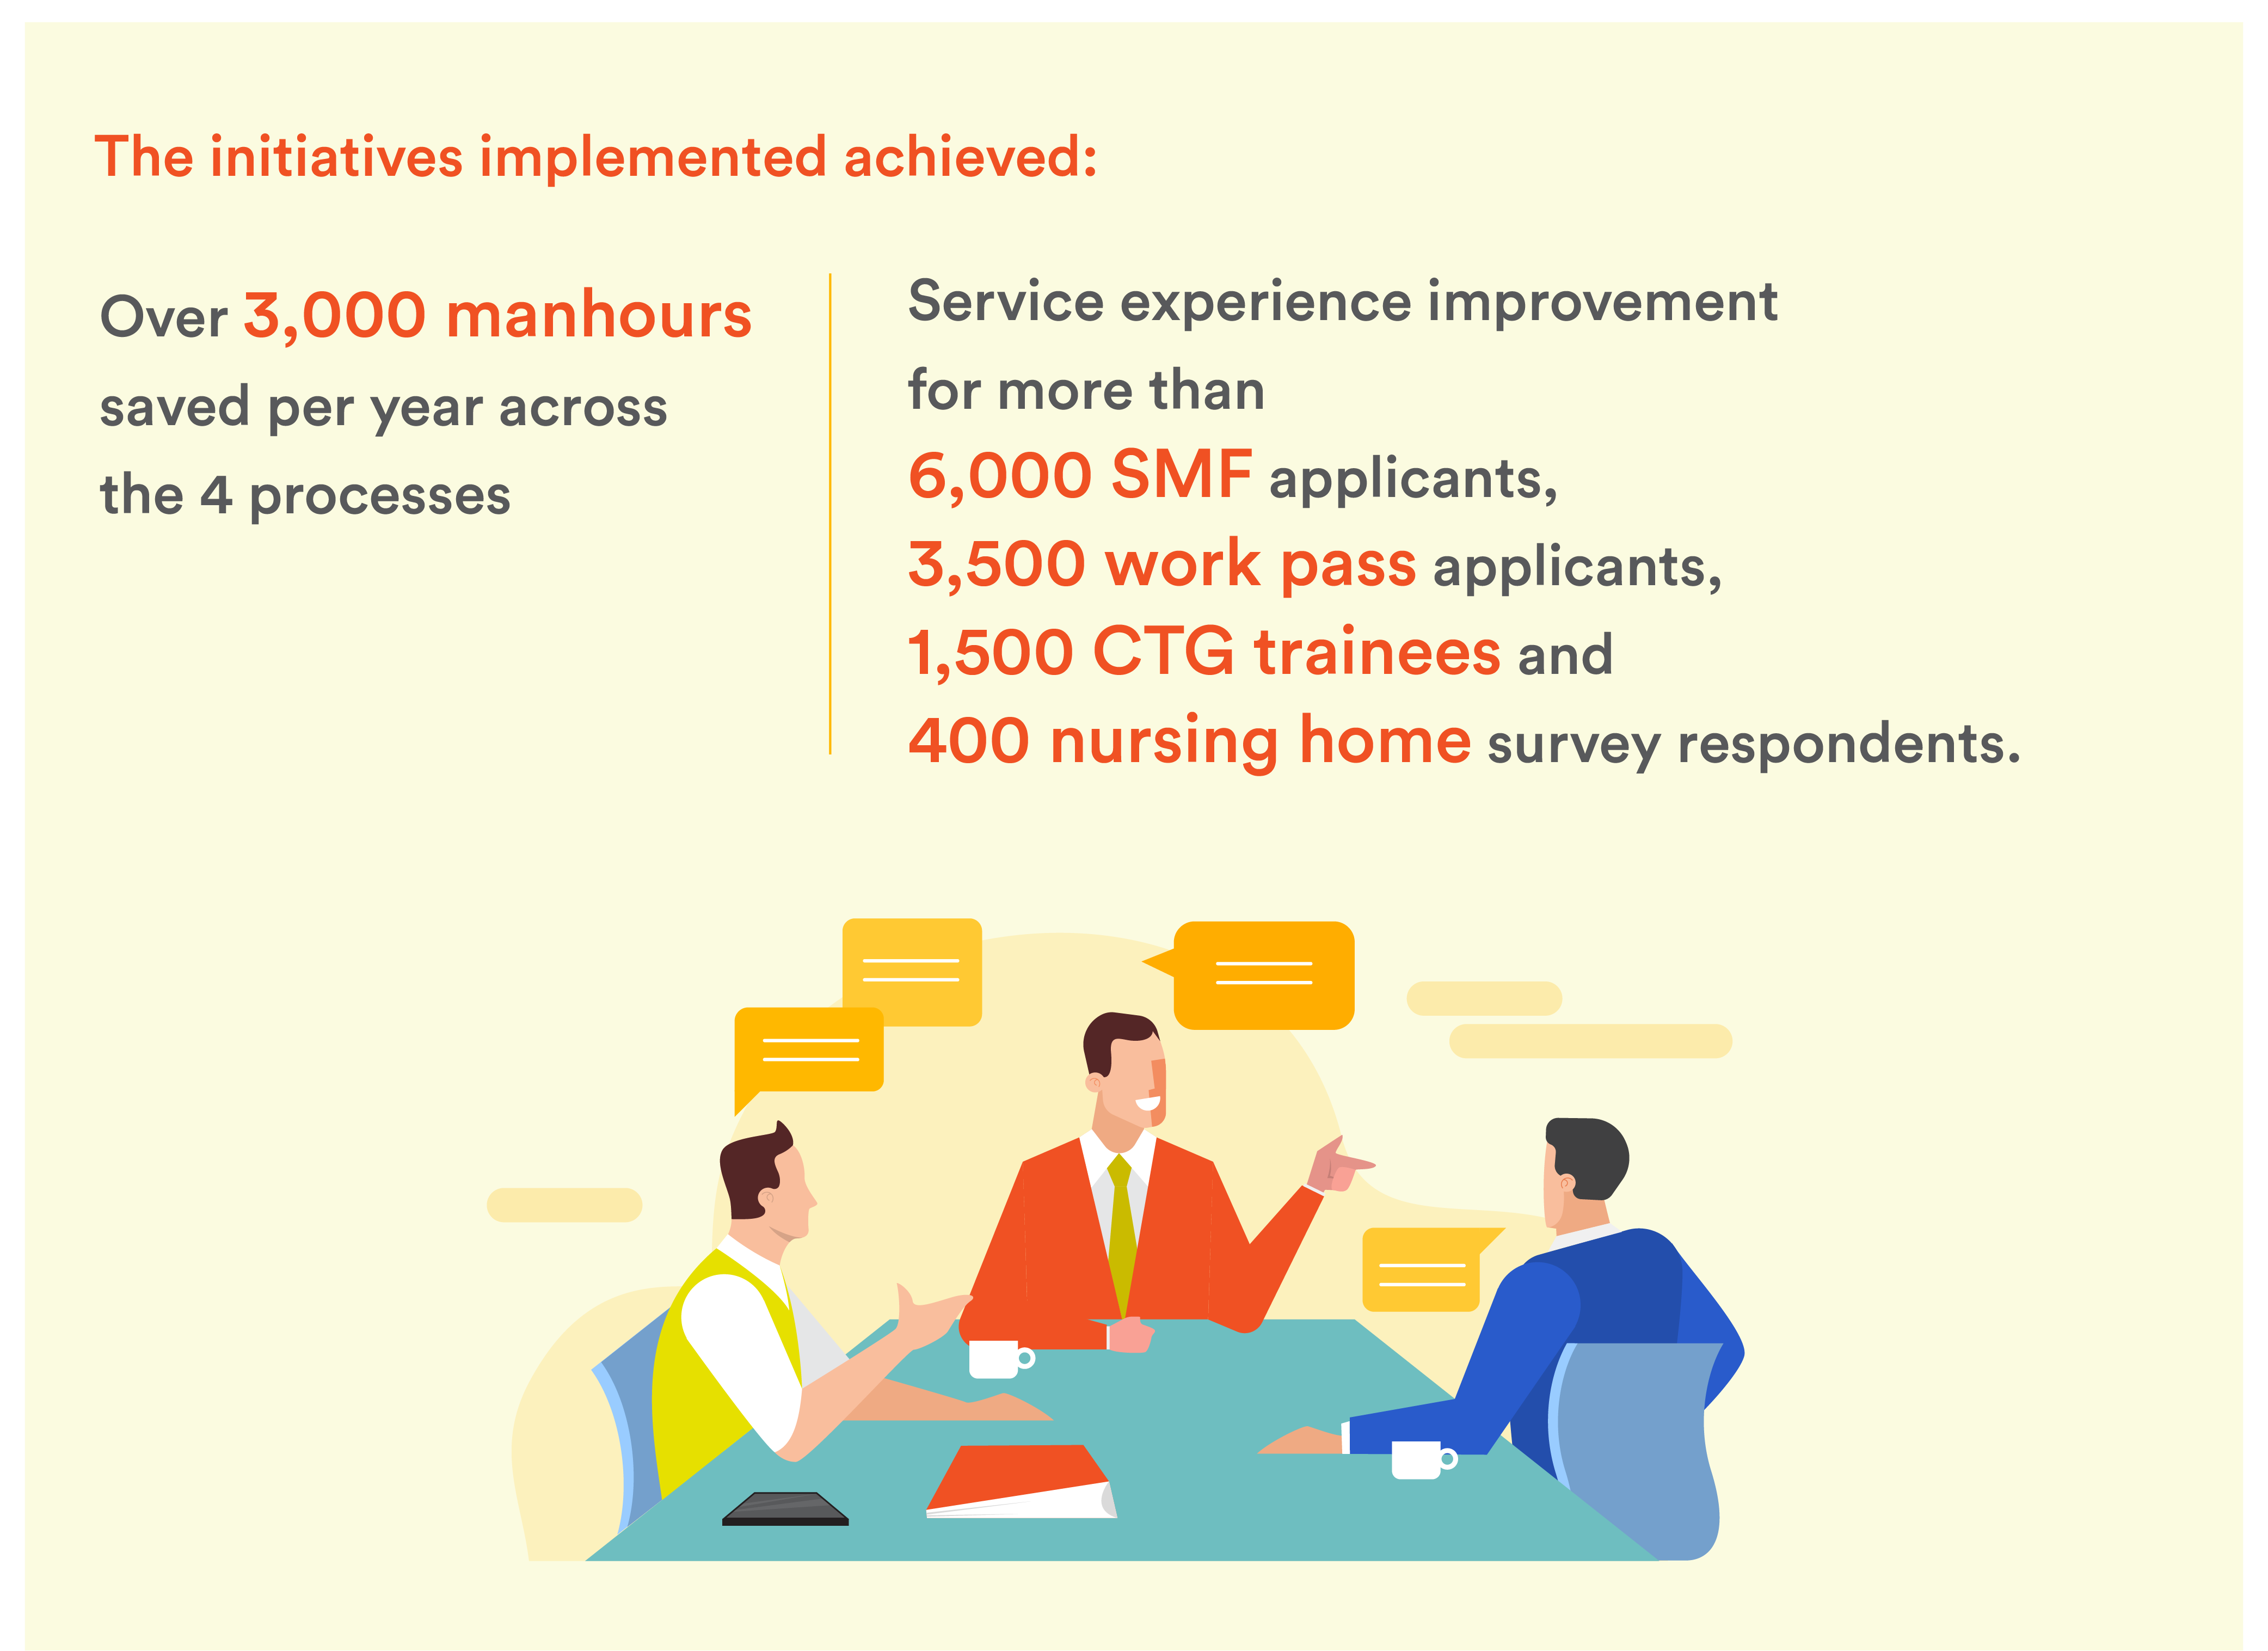 The initiatives implemented achieved:
Over 3,000 manhours
saved per year across
the 4 processes
Service experience improvement
for more than
6,000 SMF applicants,
3,500 work pass applicants,
1,500 CTG trainees and
400 nursing home survey respondents.